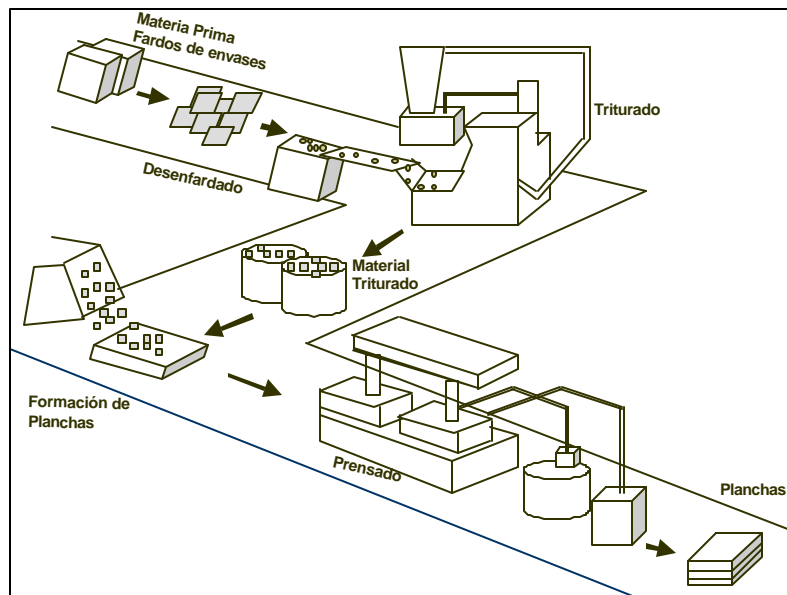 Materia Prima
Fardos de envases
Triturado
Desenfardado
Material
Triturado
Formación de
Planchas
Prensado
Planchas